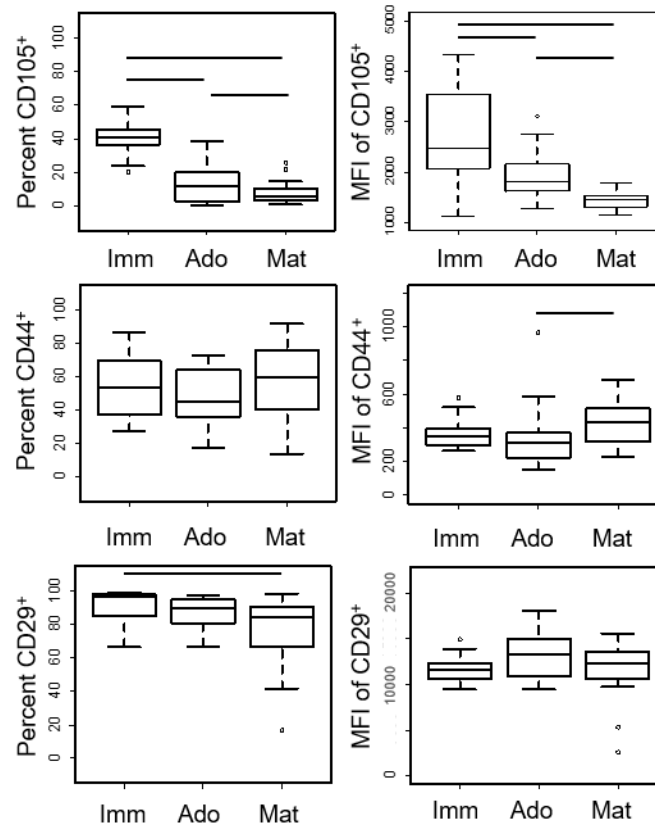 Percent CD105⁺
100
80
60
40
20
0
Imm Ado Mat
MFI of CD105⁺
5000
4000
3000
2000
1000
Imm Ado Mat
Percent CD44⁺
100
80
60
40
20
0
Imm Ado Mat
MFI of CD44⁺
1000
600
200
0
Imm Ado Mat
Percent CD29⁺
100
80
60
40
20
0
Imm Ado Mat
MFI of CD29⁺
20000
10000
0
Imm Ado Mat